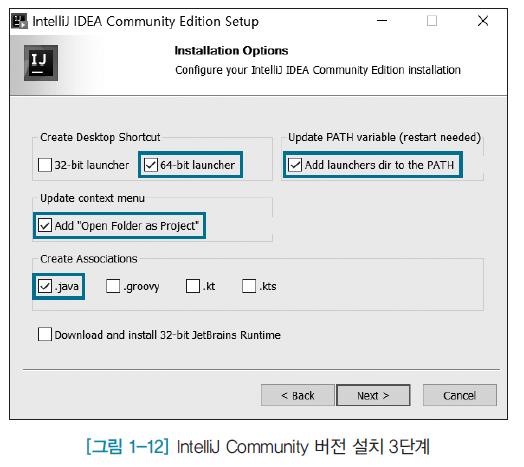 IntelliJ IDEA Community Edition Setup
IJ
Installation Options
Configure your IntelliJ IDEA Community Edition installation
Create Desktop Shortcut
Update PATH variable (restart needed)
32-bit launcher
64-bit launcher
Add launchers dir to the PATH
Update context menu
Add "Open Folder as Project"
Create Associations
.java
.groovy
.kt
.kts
Download and install 32-bit JetBrains Runtime
< Back
Next >
Cancel
[그림 1-12] IntelliJ Community 버전 설치 3단계